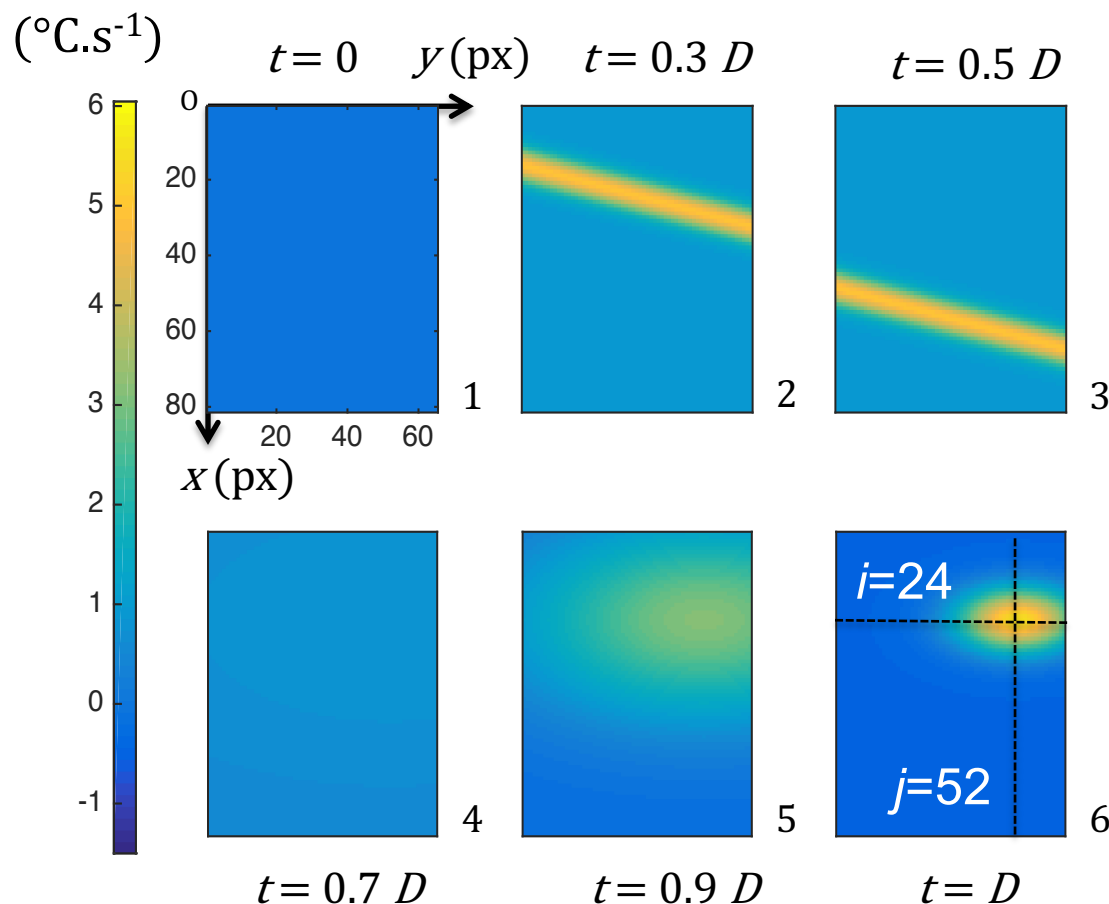 (°C.s⁻¹)
t = 0
y (px)
t = 0.3 D
t = 0.5 D
6
5
4
3
2
1
0
-1
0
20
40
60
80
20
40
60
x (px)
1
2
3
i=24
j=52
4
5
6
t = 0.7 D
t = 0.9 D
t = D